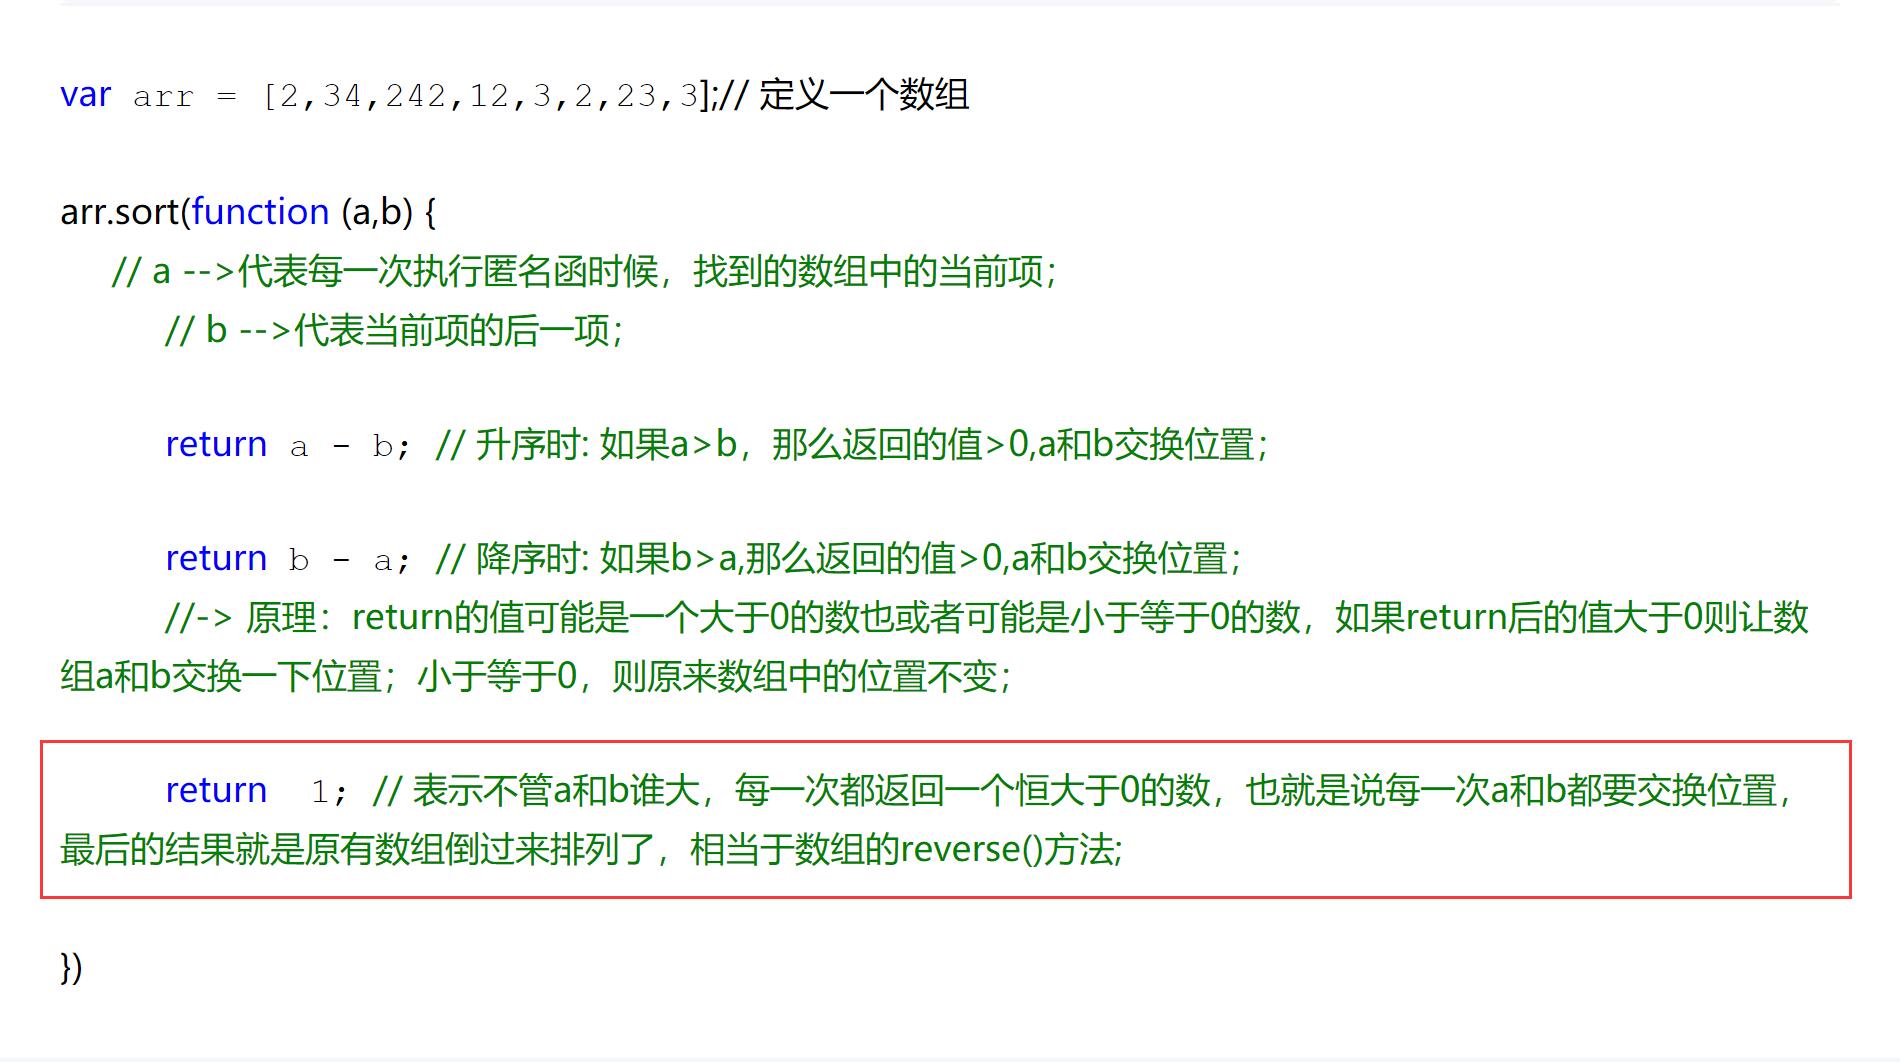 var arr = [2,34,242,12,3,2,23,3];// 定义一个数组
arr.sort(function (a,b) {
// a -->代表每一次执行匿名函时候，找到的数组中的当前项；
// b -->代表当前项的后一项；
return a - b; // 升序时: 如果a>b，那么返回的值>0,a和b交换位置；
return b - a; // 降序时: 如果b>a,那么返回的值>0,a和b交换位置；
//-> 原理：return的值可能是一个大于0的数也或者可能是小于等于0的数，如果return后的值大于0则让数
组a和b交换一下位置；小于等于0，则原来数组中的位置不变；
return 1; // 表示不管a和b谁大，每一次都返回一个恒大于0的数，也就是说每一次a和b都要交换位置，
最后的结果就是原有数组倒过来排列了，相当于数组的reverse()方法;
})